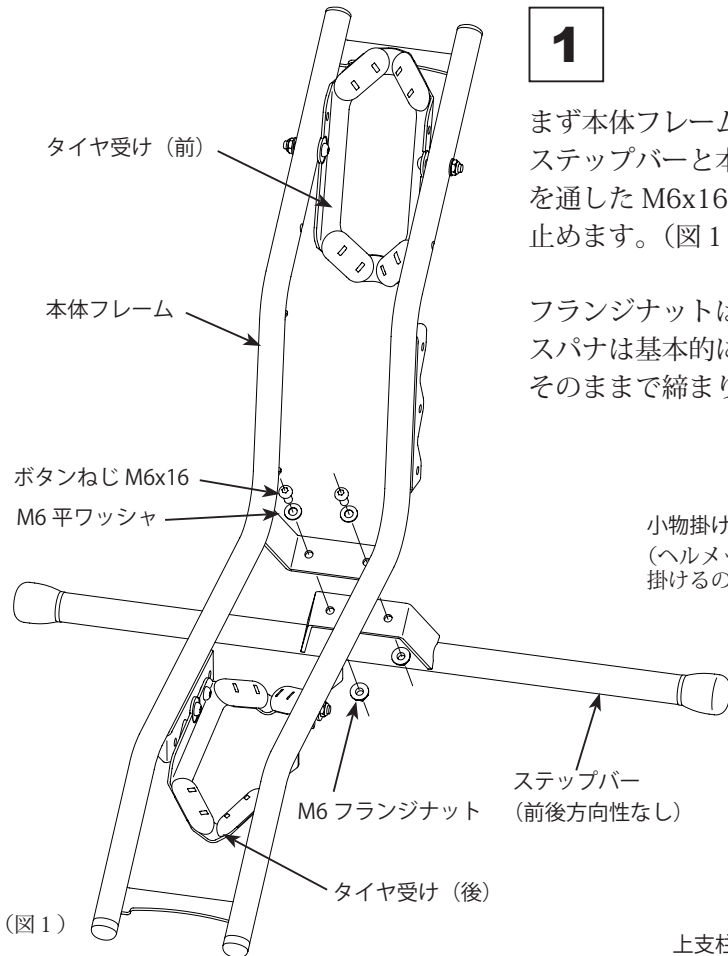 1
まず本体フレーム
ステップバーと本
を通した M6x16
止めます。（図 1
フランジナットは
スパナは基本的に
そのままで締まり
タイヤ受け（前）
本体フレーム
ボタンねじ M6x16
M6 平ワッシャ
小物掛け
（ヘルメッ
掛けるの
ステップバー
（前後方向性なし）
M6 フランジナット
タイヤ受け（後）
（図 1 ）
上支柱